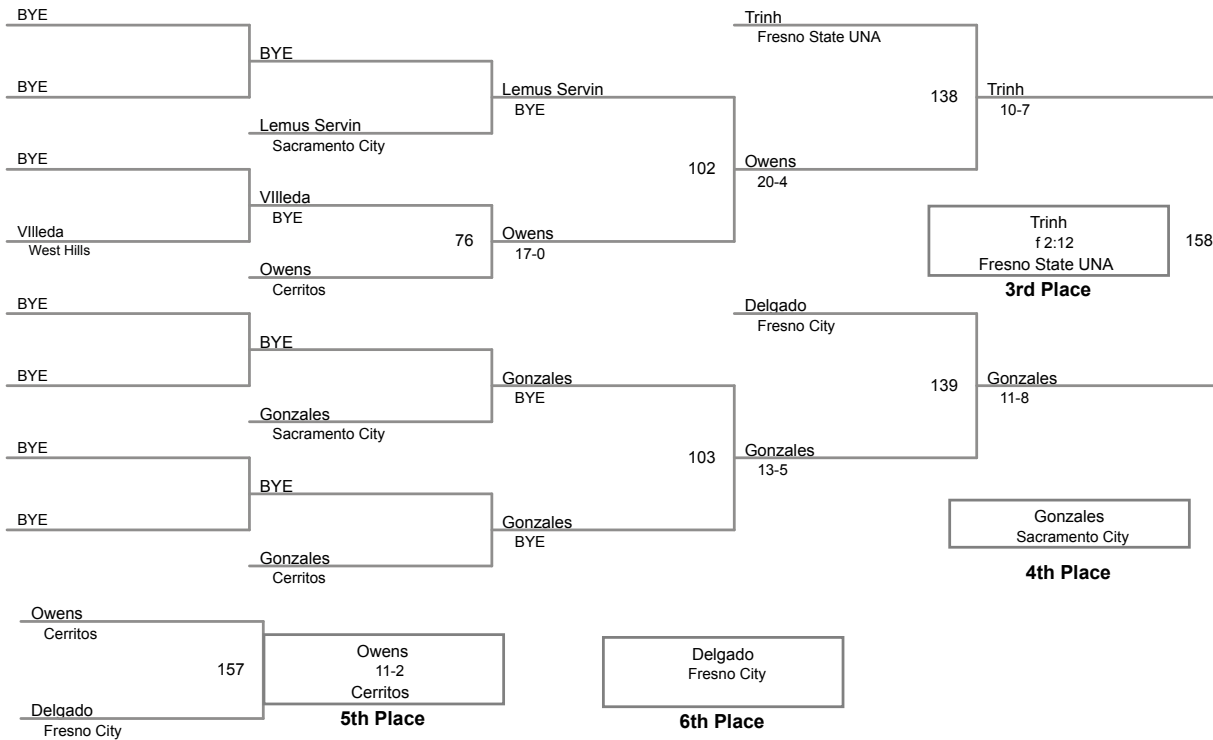 BYE
Trinh
Fresno State UNA
BYE
BYE
Lemus Servin
BYE
138
Trinh
10-7
Lemus Servin
Sacramento City
BYE
102
Owens
20-4
VIlleda
BYE
VIlleda
West Hills
76
Owens
17-0
Trinh
f 2:12
Fresno State UNA
158
3rd Place
Owens
Cerritos
BYE
Delgado
Fresno City
BYE
BYE
Gonzales
BYE
139
Gonzales
11-8
Gonzales
Sacramento City
BYE
103
Gonzales
13-5
BYE
BYE
Gonzales
BYE
Gonzales
Sacramento City
4th Place
Gonzales
Cerritos
Owens
Cerritos
157
Owens
11-2
Cerritos
5th Place
Delgado
Fresno City
6th Place
Delgado
Fresno City